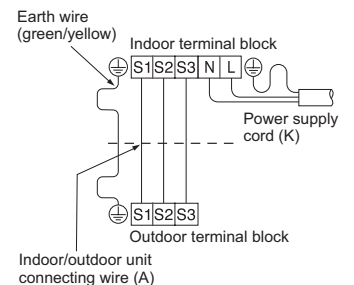 Earth wire
(green/yellow)
Indoor terminal block
S1 S2 S3 N L
Power supply
cord (K)
S1 S2 S3
Outdoor terminal block
Indoor/outdoor unit
connecting wire (A)